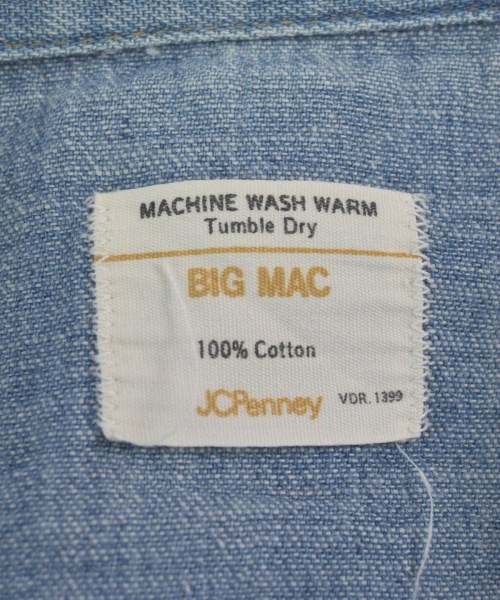 MACHINE WASH WARM
Tumble Dry
BIG MAC
100% Cotton
JCPenney VDR. 1399